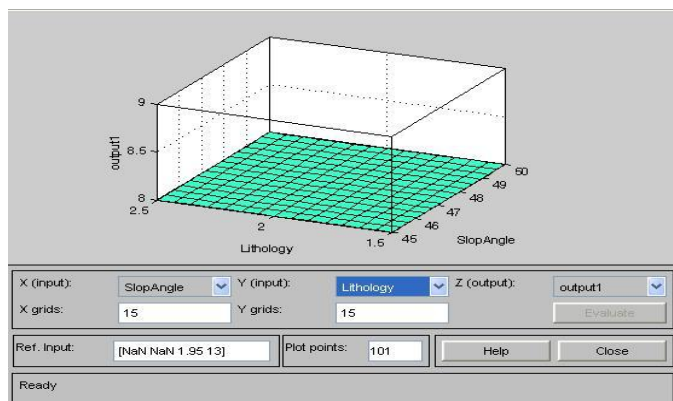 9
8.5
8
output1
2.5
2
1.5
Lithology
45
46
47
48
49
50
SlopAngle
X (input): SlopAngle Y (input): Lithology Z (output): output1
X grids: 15 Y grids: 15 Evaluate
Ref. Input: [NaN NaN 1.95 13] Plot points: 101 Help Close
Ready